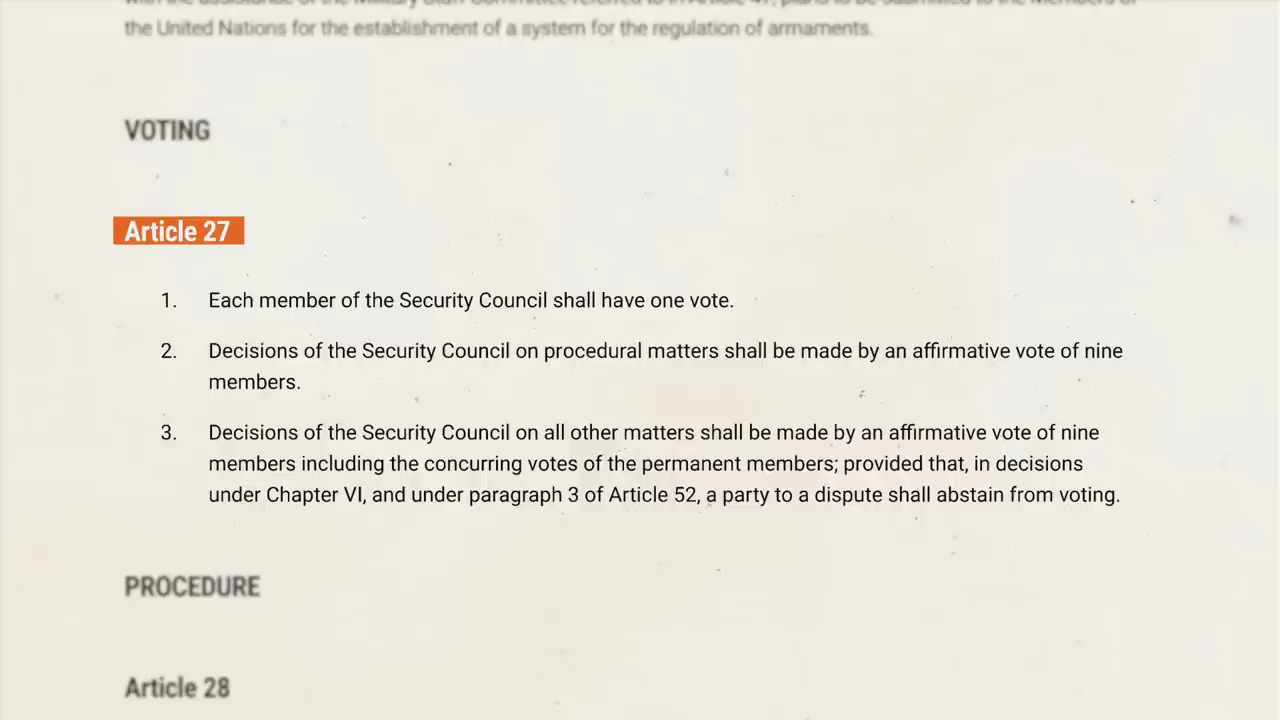 the United Nations for the establishment of a system for the regulation of armaments.
VOTING
Article 27
1. Each member of the Security Council shall have one vote.
2. Decisions of the Security Council on procedural matters shall be made by an affirmative vote of nine
members.
3. Decisions of the Security Council on all other matters shall be made by an affirmative vote of nine
members including the concurring votes of the permanent members; provided that, in decisions
under Chapter VI, and under paragraph 3 of Article 52, a party to a dispute shall abstain from voting.
PROCEDURE
Article 28